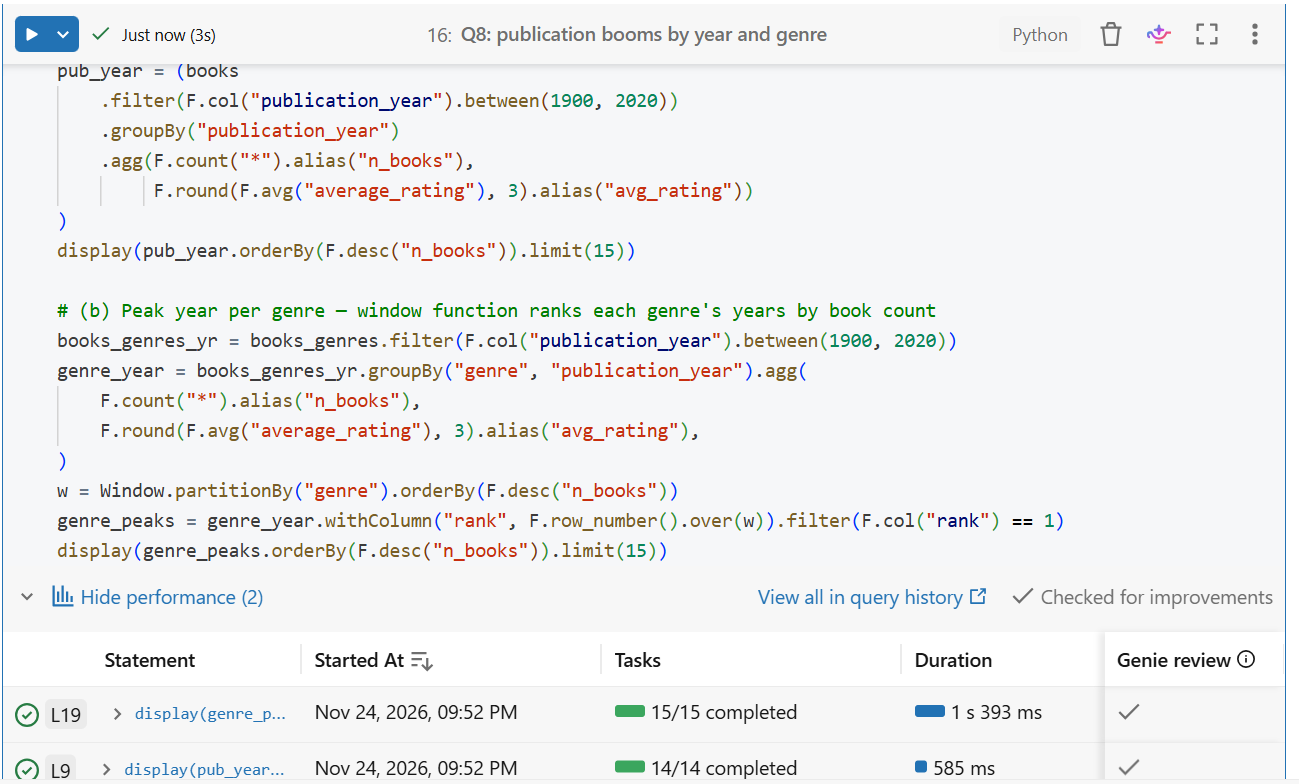 Just now (3s)
16: Q8: publication booms by year and genre
Python
pub_year = (books
.filter(F.col("publication_year").between(1900, 2020))
.groupBy("publication_year")
.agg(F.count("*").alias("n_books"),
F.round(F.avg("average_rating"), 3).alias("avg_rating"))
)
display(pub_year.orderBy(F.desc("n_books")).limit(15))
# (b) Peak year per genre — window function ranks each genre's years by book count
books_genres_yr = books_genres.filter(F.col("publication_year").between(1900, 2020))
genre_year = books_genres_yr.groupBy("genre", "publication_year").agg(
F.count("*").alias("n_books"),
F.round(F.avg("average_rating"), 3).alias("avg_rating"),
)
w = Window.partitionBy("genre").orderBy(F.desc("n_books"))
genre_peaks = genre_year.withColumn("rank", F.row_number().over(w)).filter(F.col("rank") == 1)
display(genre_peaks.orderBy(F.desc("n_books")).limit(15))
Hide performance (2)
View all in query history
Checked for improvements
Statement Started At Tasks Duration Genie review
L19 display(genre_p... Nov 24, 2026, 09:52 PM 15/15 completed 1 s 393 ms
L9 display(pub_year... Nov 24, 2026, 09:52 PM 14/14 completed 585 ms